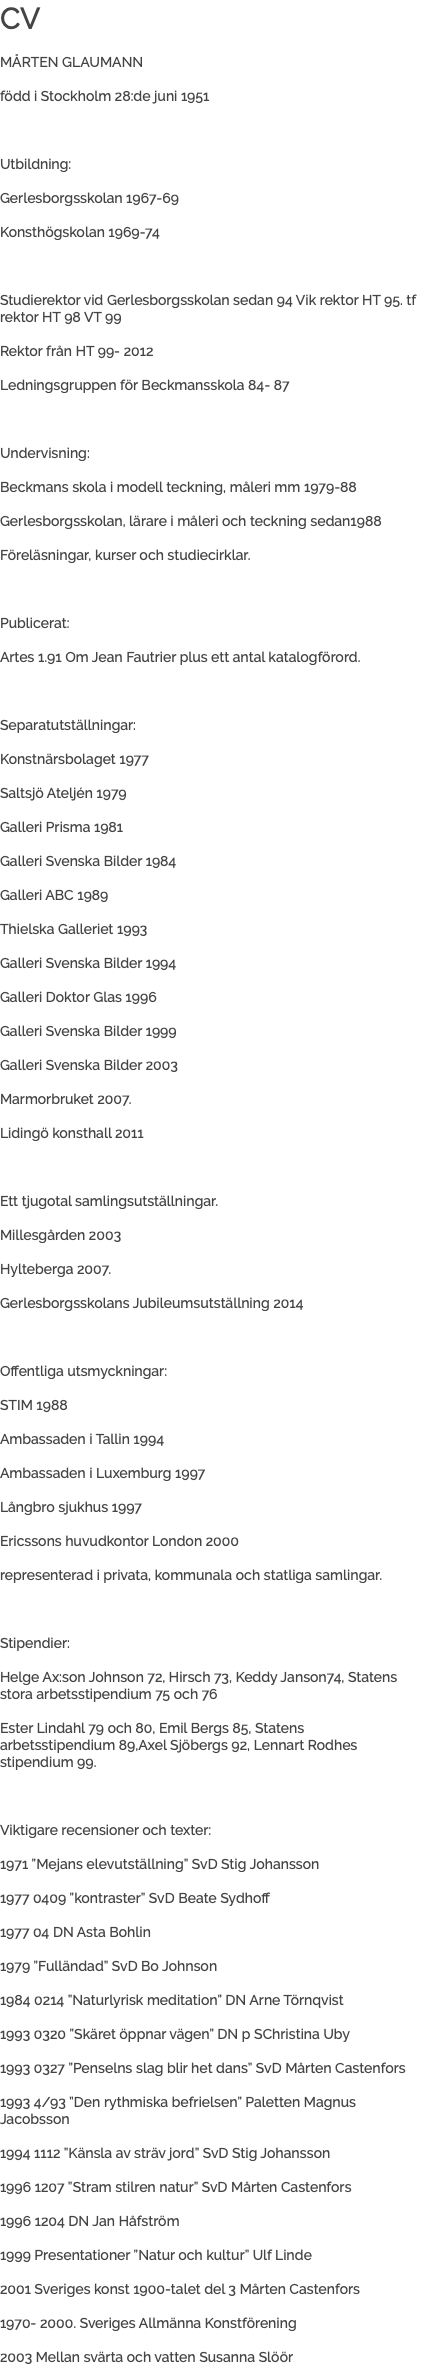 CV
MÅRTEN GLAUMANN
född i Stockholm 28:de juni 1951
Utbildning:
Gerlesborgsskolan 1967-69
Konsthögskolan 1969-74
Studierektor vid Gerlesborgsskolan sedan 94 Vik rektor HT 95. tf
rektor HT 98 VT 99
Rektor från HT 99- 2012
Ledningsgruppen för Beckmansskola 84- 87
Undervisning:
Beckmans skola i modell teckning, måleri mm 1979-88
Gerlesborgsskolan, lärare i måleri och teckning sedan1988
Föreläsningar, kurser och studiecirklar.
Publicerat:
Artes 1.91 Om Jean Fautrier plus ett antal katalogförord.
Separatutställningar:
Konstnärsbolaget 1977
Saltsjö Ateljén 1979
Galleri Prisma 1981
Galleri Svenska Bilder 1984
Galleri ABC 1989
Thielska Galleriet 1993
Galleri Svenska Bilder 1994
Galleri Doktor Glas 1996
Galleri Svenska Bilder 1999
Galleri Svenska Bilder 2003
Marmorbruket 2007.
Lidingö konsthall 2011
Ett tjugotal samlingsutställningar.
Millesgården 2003
Hylteberga 2007.
Gerlesborgsskolans Jubileumsutställning 2014
Offentliga utsmyckningar:
STIM 1988
Ambassaden i Tallin 1994
Ambassaden i Luxemburg 1997
Långbro sjukhus 1997
Ericssons huvudkontor London 2000
representerad i privata, kommunala och statliga samlingar.
Stipendier:
Helge Ax:son Johnson 72, Hirsch 73, Keddy Janson74, Statens
stora arbetsstipendium 75 och 76
Ester Lindahl 79 och 80, Emil Bergs 85, Statens
arbetsstipendium 89,Axel Sjöbergs 92, Lennart Rodhes
stipendium 99.
Viktigare recensioner och texter:
1971 ”Mejans elevutställning” SvD Stig Johansson
1977 0409 ”kontraster” SvD Beate Sydhoff
1977 04 DN Asta Bohlin
1979 ”Fulländad” SvD Bo Johnson
1984 0214 ”Naturlyrisk meditation” DN Arne Törnqvist
1993 0320 ”Skäret öppnar vägen” DN p SChristina Uby
1993 0327 ”Penselns slag blir het dans” SvD Mårten Castenfors
1993 4/93 ”Den rythmiska befrielsen” Paletten Magnus
Jacobsson
1994 1112 ”Känsla av sträv jord” SvD Stig Johansson
1996 1207 ”Stram stilren natur” SvD Mårten Castenfors
1996 1204 DN Jan Håfström
1999 Presentationer ”Natur och kultur” Ulf Linde
2001 Sveriges konst 1900-talet del 3 Mårten Castenfors
1970- 2000. Sveriges Allmänna Konstförening
2003 Mellan svärta och vatten Susanna Slöör